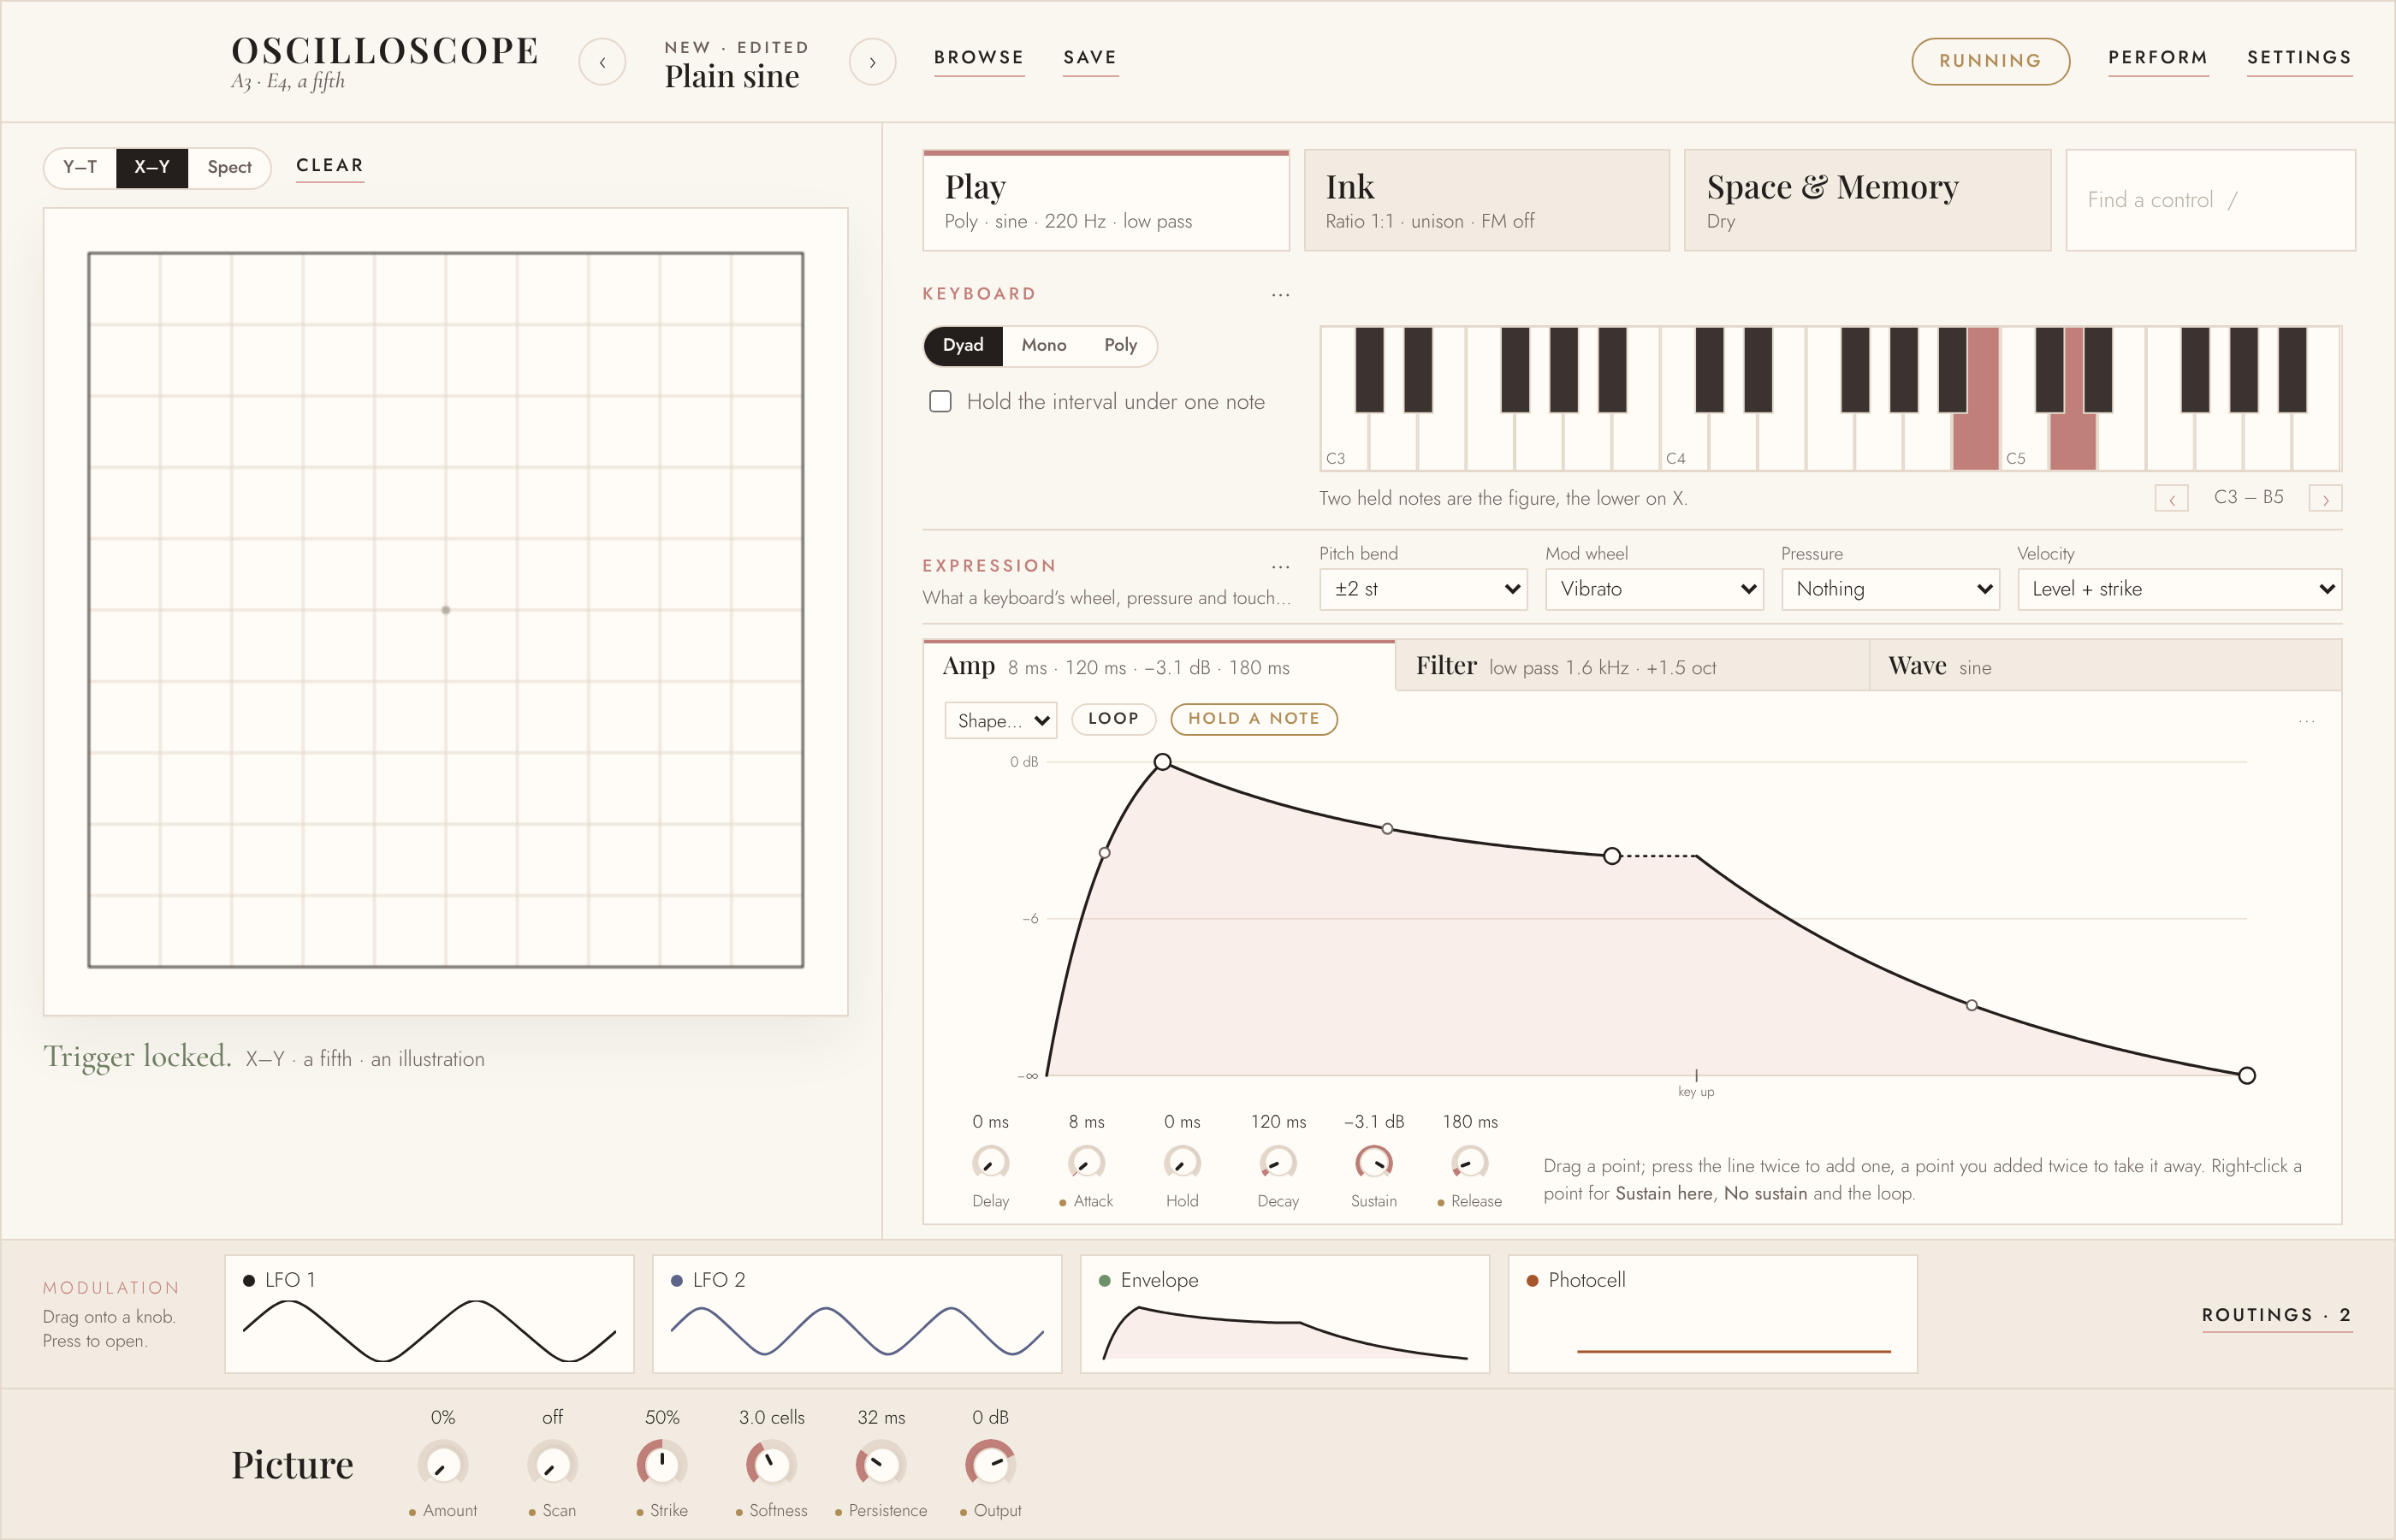 OSCILLOSCOPE
A3 · E4, a fifth
‹
NEW · EDITED
Plain sine
›
BROWSE
SAVE
RUNNING
PERFORM
SETTINGS
Y–T
X–Y
Spect
CLEAR
Trigger locked. X–Y · a fifth · an illustration
Play
Poly · sine · 220 Hz · low pass
Ink
Ratio 1:1 · unison · FM off
Space & Memory
Dry
Find a control /
KEYBOARD
...
Dyad
Mono
Poly
Hold the interval under one note
C3
C4
C5
Two held notes are the figure, the lower on X.
‹ C3 – B5 ›
EXPRESSION
...
What a keyboard's wheel, pressure and touch...
Pitch bend
±2 st
Mod wheel
Vibrato
Pressure
Nothing
Velocity
Level + strike
Amp 8 ms · 120 ms · −3.1 dB · 180 ms
Filter low pass 1.6 kHz · +1.5 oct
Wave sine
Shape...
LOOP
HOLD A NOTE
...
0 dB
−6
−∞
key up
0 ms
8 ms
0 ms
120 ms
−3.1 dB
180 ms
Delay
Attack
Hold
Decay
Sustain
Release
Drag a point; press the line twice to add one, a point you added twice to take it away. Right-click a
point for Sustain here, No sustain and the loop.
MODULATION
Drag onto a knob.
Press to open.
LFO 1
LFO 2
Envelope
Photocell
ROUTINGS · 2
Picture
0%
off
50%
3.0 cells
32 ms
0 dB
Amount
Scan
Strike
Softness
Persistence
Output